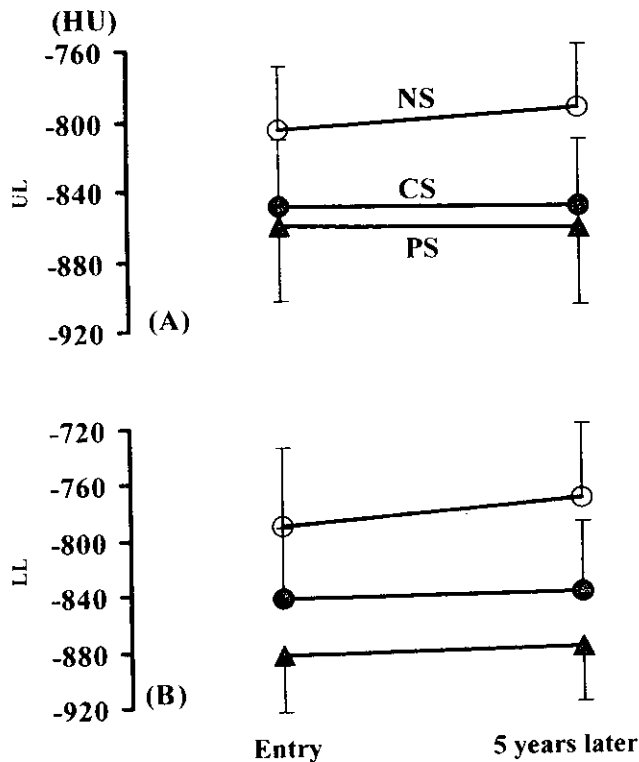 (HU)
-760
NS
-800
UL
-840
CS
PS
-880
-920
(A)
-720
-760
-800
LL
-840
-880
-920
(B)
Entry
5 years later